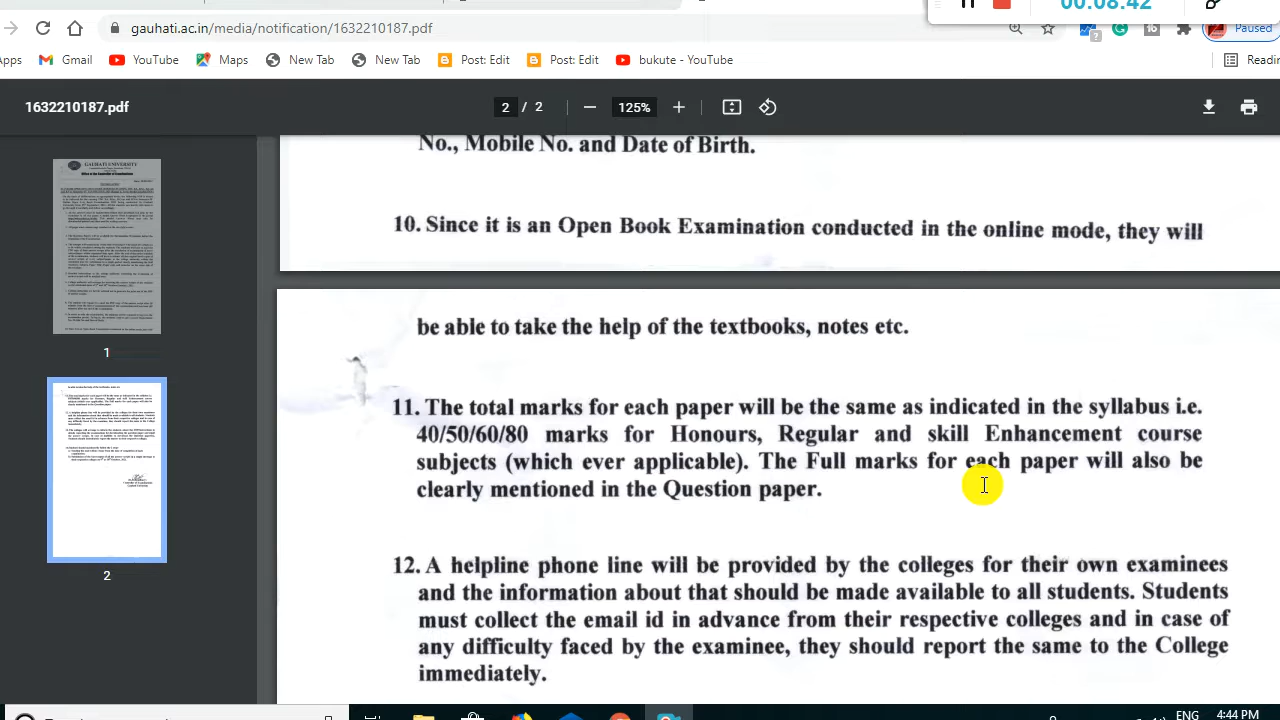 00:08:42
gauhati.ac.in/media/notification/1632210187.pdf
Paused
Apps Gmail YouTube Maps New Tab New Tab Post: Edit Post: Edit bukute - YouTube
1632210187.pdf 2 / 2 125%
GAUHATI UNIVERSITY
1
2
No., Mobile No. and Date of Birth.
10. Since it is an Open Book Examination conducted in the online mode, they will
be able to take the help of the textbooks, notes etc.
11. The total marks for each paper will be the same as indicated in the syllabus i.e.
40/50/60/80 marks for Honours, Regular and skill Enhancement course
subjects (which ever applicable). The Full marks for each paper will also be
clearly mentioned in the Question paper.
12. A helpline phone line will be provided by the colleges for their own examinees
and the information about that should be made available to all students. Students
must collect the email id in advance from their respective colleges and in case of
any difficulty faced by the examinee, they should report the same to the College
immediately.
ENG 4:44 PM